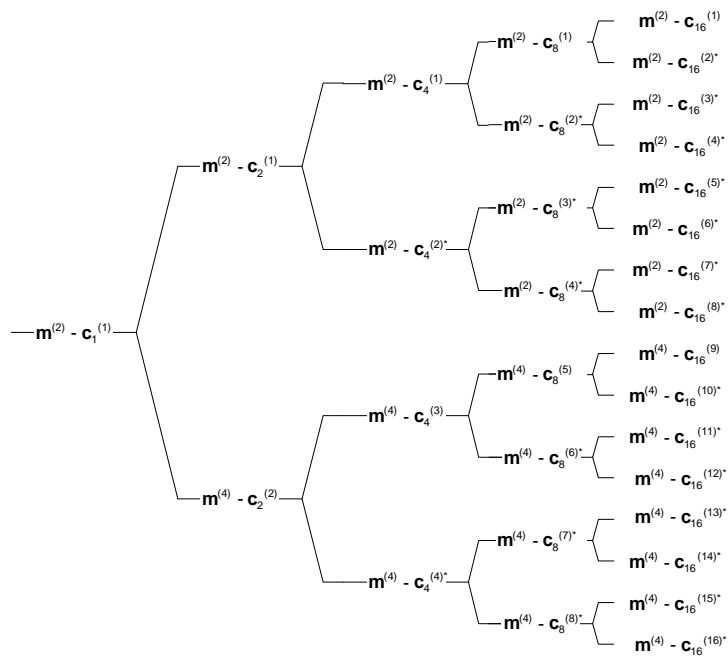 m⁽²⁾ - c₁₆⁽¹⁾
m⁽²⁾ - c₈⁽¹⁾
m⁽²⁾ - c₁₆⁽²⁾*
m⁽²⁾ - c₄⁽¹⁾
m⁽²⁾ - c₁₆⁽³⁾*
m⁽²⁾ - c₈⁽²⁾*
m⁽²⁾ - c₁₆⁽⁴⁾*
m⁽²⁾ - c₂⁽¹⁾
m⁽²⁾ - c₁₆⁽⁵⁾*
m⁽²⁾ - c₈⁽³⁾*
m⁽²⁾ - c₁₆⁽⁶⁾*
m⁽²⁾ - c₄⁽²⁾*
m⁽²⁾ - c₁₆⁽⁷⁾*
m⁽²⁾ - c₈⁽⁴⁾*
m⁽²⁾ - c₁₆⁽⁸⁾*
m⁽²⁾ - c₁⁽¹⁾
m⁽⁴⁾ - c₁₆⁽⁹⁾
m⁽⁴⁾ - c₈⁽⁵⁾
m⁽⁴⁾ - c₁₆⁽¹⁰⁾*
m⁽⁴⁾ - c₄⁽³⁾
m⁽⁴⁾ - c₁₆⁽¹¹⁾*
m⁽⁴⁾ - c₈⁽⁶⁾*
m⁽⁴⁾ - c₁₆⁽¹²⁾*
m⁽⁴⁾ - c₂⁽²⁾
m⁽⁴⁾ - c₁₆⁽¹³⁾*
m⁽⁴⁾ - c₈⁽⁷⁾*
m⁽⁴⁾ - c₁₆⁽¹⁴⁾*
m⁽⁴⁾ - c₄⁽⁴⁾*
m⁽⁴⁾ - c₁₆⁽¹⁵⁾*
m⁽⁴⁾ - c₈⁽⁸⁾*
m⁽⁴⁾ - c₁₆⁽¹⁶⁾*